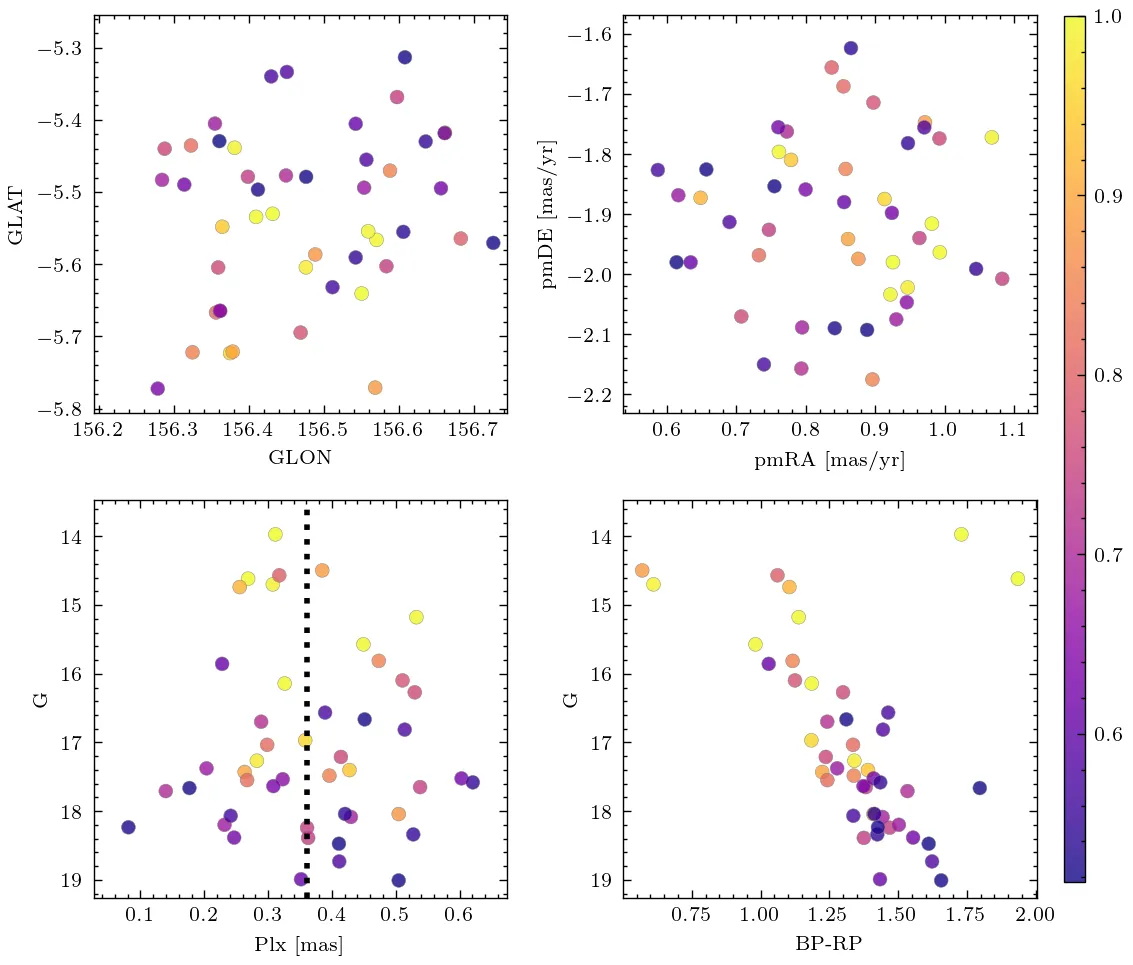 −5.3
−5.4
−5.5
−5.6
−5.7
−5.8
GLAT
156.2 156.3 156.4 156.5 156.6 156.7
GLON
−1.6
−1.7
−1.8
−1.9
−2.0
−2.1
−2.2
pmDE [mas/yr]
0.6 0.7 0.8 0.9 1.0 1.1
pmRA [mas/yr]
14
15
16
17
18
19
G
0.1 0.2 0.3 0.4 0.5 0.6
Plx [mas]
14
15
16
17
18
19
G
0.75 1.00 1.25 1.50 1.75 2.00
BP-RP
1.0
0.9
0.8
0.7
0.6